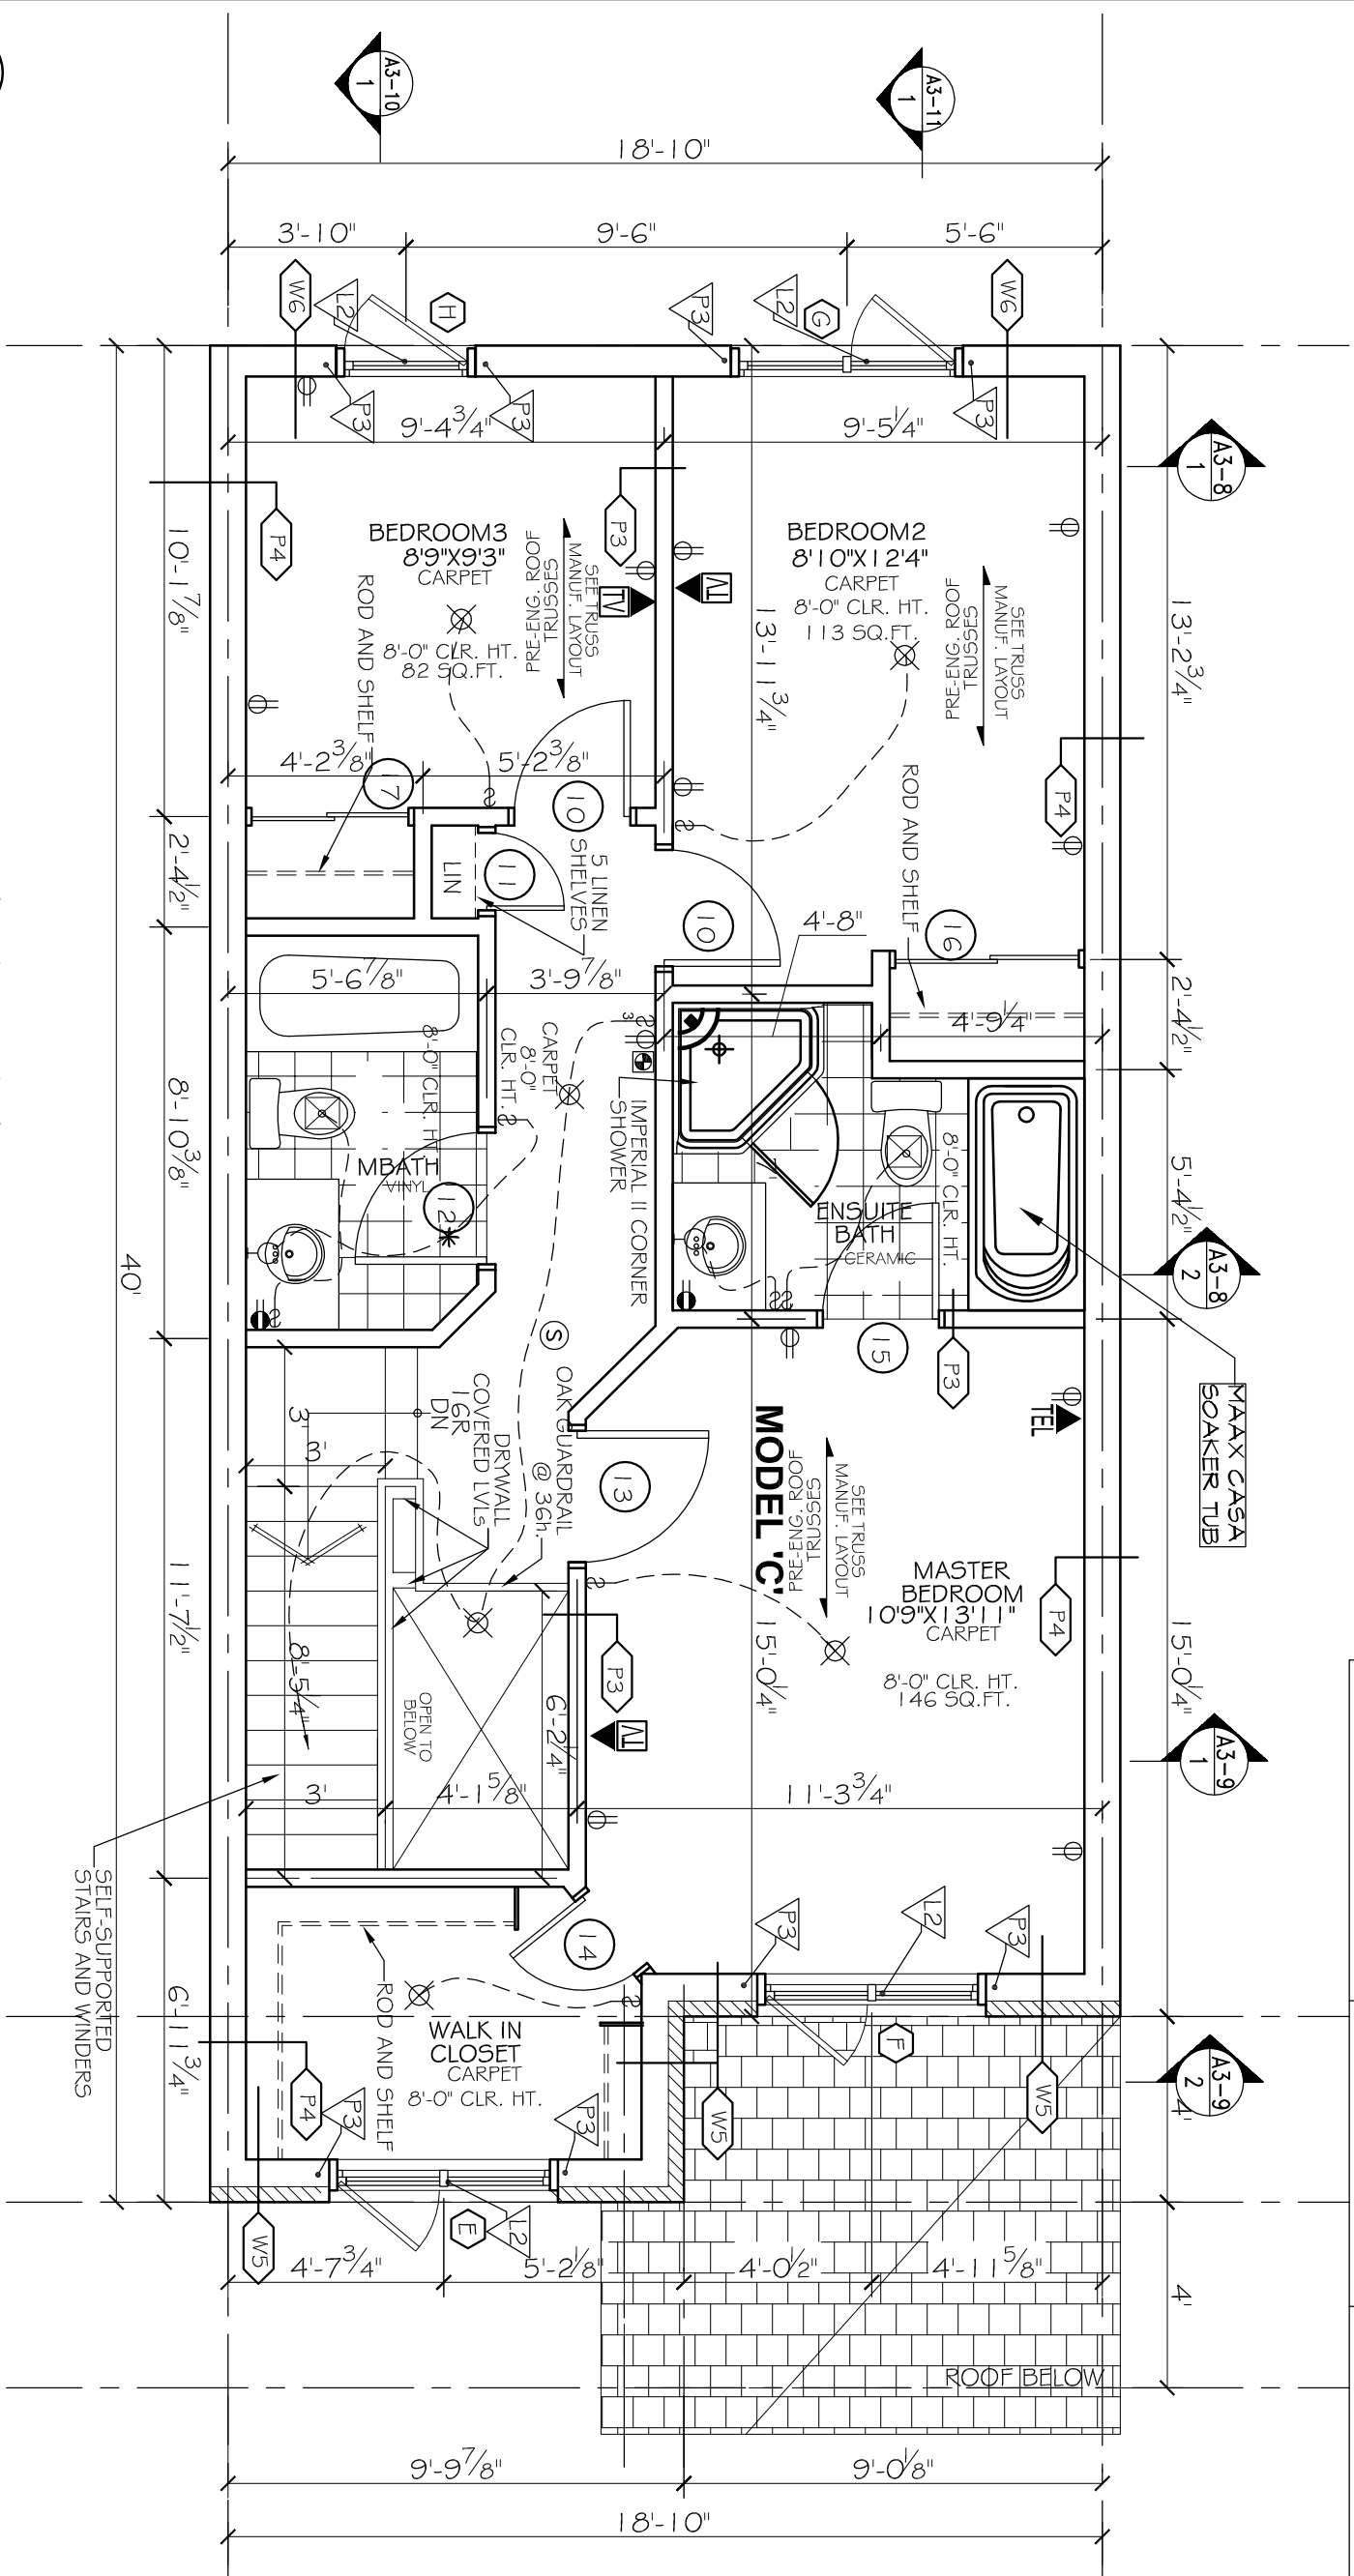 A3-10
1
A3-11
1
18'-10"
3'-10"
9'-6"
5'-6"
W6
L2
H
P3
L2
G
W6
P3
P3
P3
9'-4 3/4"
9'-5 1/4"
A3-8
1
P4
P3
BEDROOM3
8'9"X9'3"
CARPET
8'-0" CLR. HT.
82 SQ.FT.
SEE TRUSS
MANUF. LAYOUT
PRE-ENG. ROOF
TRUSSES
TV
TV
BEDROOM2
8'10"X12'4"
CARPET
8'-0" CLR. HT.
113 SQ.FT.
SEE TRUSS
MANUF. LAYOUT
PRE-ENG. ROOF
TRUSSES
10'-1 7/8"
13'-11 3/4"
13'-2 3/4"
ROD AND SHELF
4'-2 3/8"
5'-2 3/8"
17
10
P4
ROD AND SHELF
2'-4 1/2"
LIN
11
5 LINEN
SHELVES
10
4'-8"
16
2'-4 1/2"
5'-6 7/8"
3'-9 7/8"
4'-9 1/4"
8'-0" CLR. HT.
CARPET
8'-0"
CLR. HT.
3
IMPERIAL II CORNER
SHOWER
8'-10 3/8"
MBATH
VINYL
12
ENSUITE
BATH
CERAMIC
8'-0" CLR. HT.
5'-4 1/2"
A3-8
2
40'
S
15
P3
MAAX CASA
SOAKER TUB
TEL
OAK GUARDRAIL
@ 36h.
DRYWALL
COVERED LVLs
16R
DN
3'
3'
13
MODEL 'C'
SEE TRUSS
MANUF. LAYOUT
PRE-ENG. ROOF
TRUSSES
MASTER
BEDROOM
10'9"X13'11"
CARPET
8'-0" CLR. HT.
146 SQ.FT.
P4
11'-7 1/2"
8'-5 1/4"
OPEN TO
BELOW
P3
6'-2 1/4"
TV
15'-0 1/4"
15'-0 1/4"
A3-9
1
3'
4'-1 5/8"
11'-3 3/4"
SELF-SUPPORTED
STAIRS AND WINDERS
14
P3
L2
P3
6'-11 3/4"
ROD AND SHELF
WALK IN
CLOSET
CARPET
8'-0" CLR. HT.
F
A3-9
2
P4
P3
P3
W5
W5
4'
W5
E
L2
4'-7 3/4"
5'-2 1/8"
4'-0 1/2"
4'-11 5/8"
4'
ROOF BELOW
9'-9 7/8"
9'-0 1/8"
18'-10"